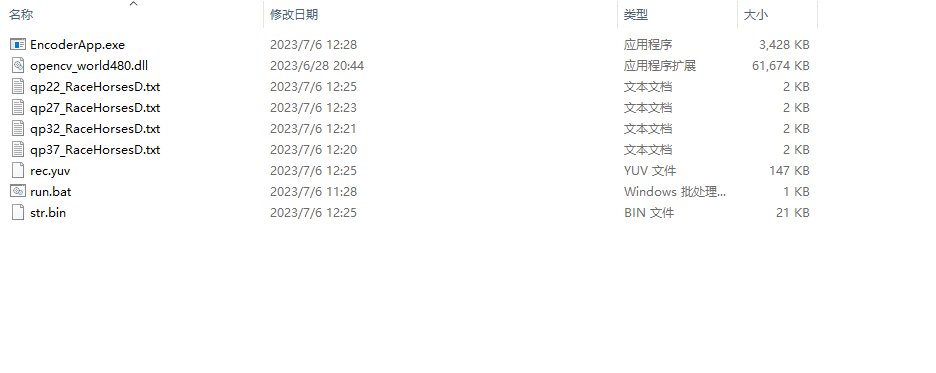 名称 修改日期 类型 大小
EncoderApp.exe 2023/7/6 12:28 应用程序 3,428 KB
opencv_world480.dll 2023/6/28 20:44 应用程序扩展 61,674 KB
qp22_RaceHorsesD.txt 2023/7/6 12:25 文本文档 2 KB
qp27_RaceHorsesD.txt 2023/7/6 12:23 文本文档 2 KB
qp32_RaceHorsesD.txt 2023/7/6 12:21 文本文档 2 KB
qp37_RaceHorsesD.txt 2023/7/6 12:20 文本文档 2 KB
rec.yuv 2023/7/6 12:25 YUV 文件 147 KB
run.bat 2023/7/6 11:28 Windows 批处理... 1 KB
str.bin 2023/7/6 12:25 BIN 文件 21 KB